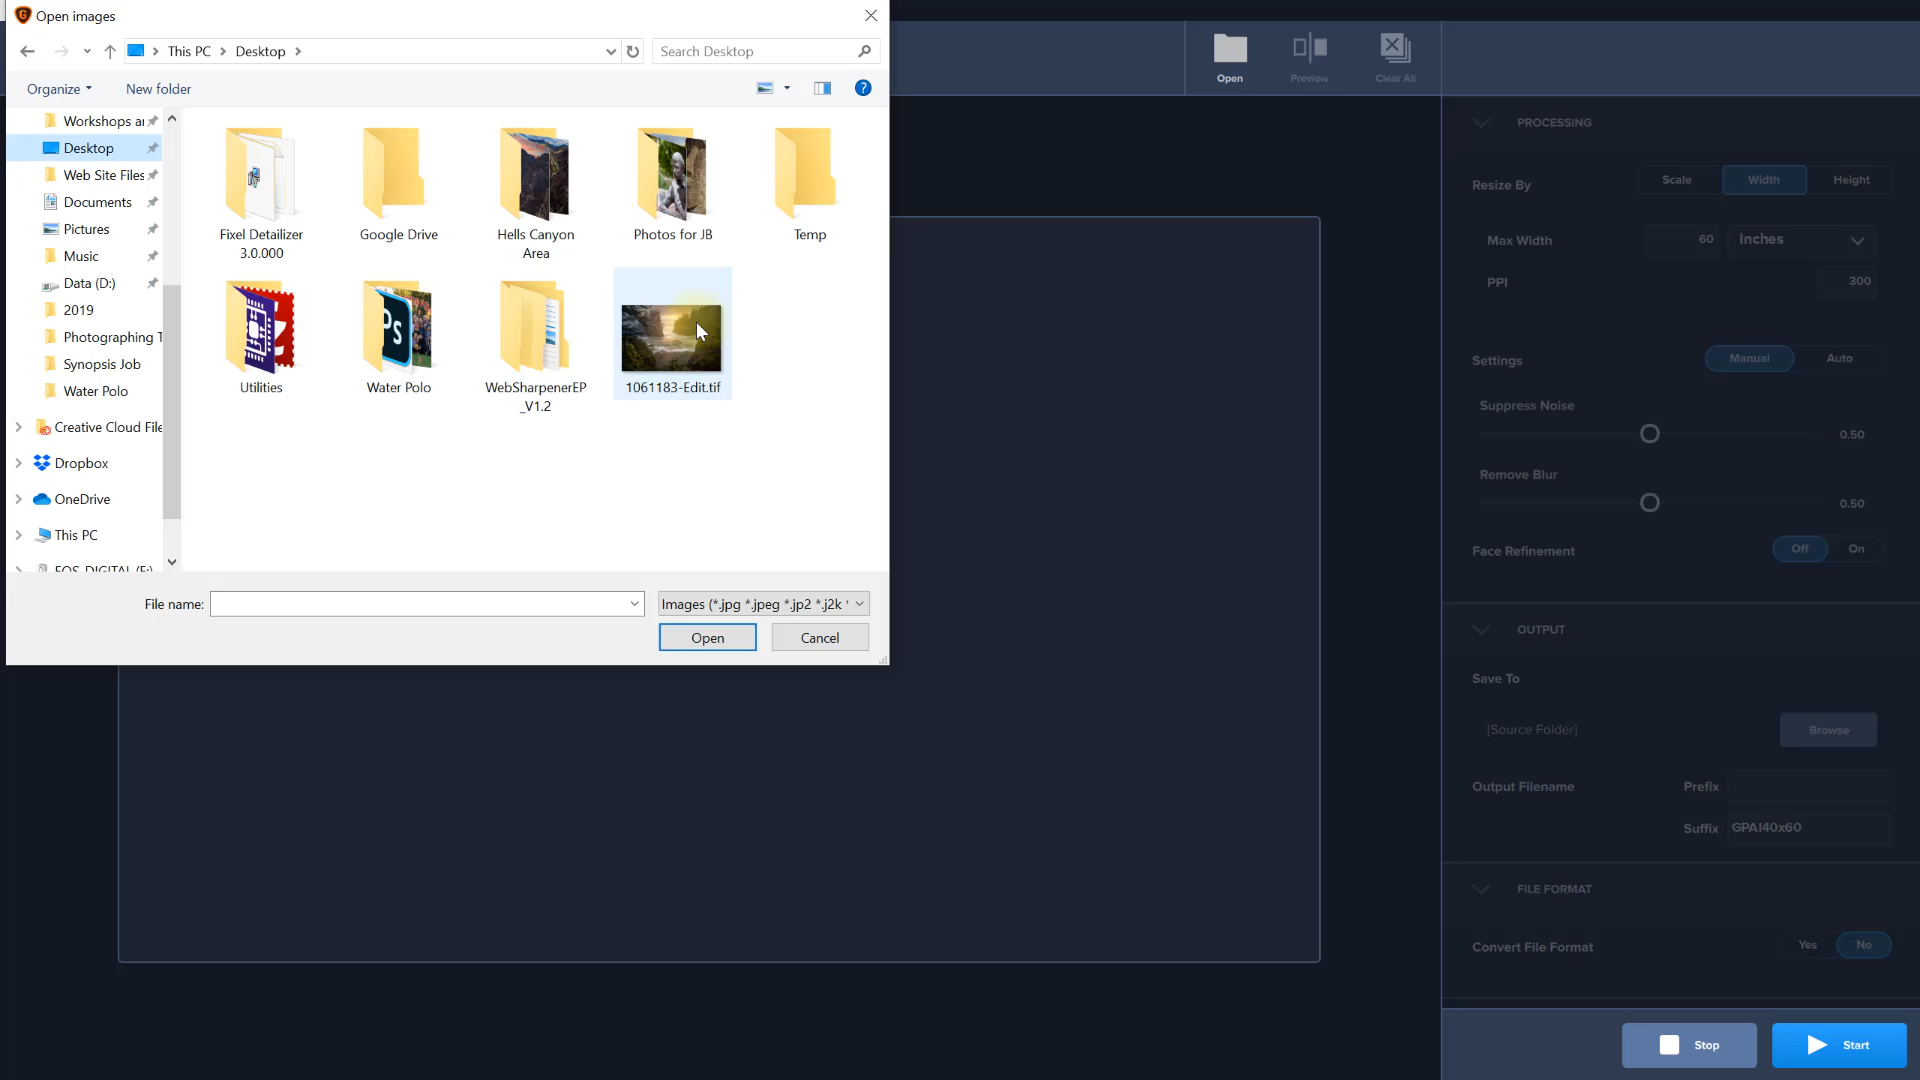 Open images
This PC
Desktop
Search Desktop
Organize
New folder
Workshops ar
Desktop
Web Site Files
Documents
Pictures
Music
Data (D:)
2019
Photographing T
Synopsis Job
Water Polo
Creative Cloud File
Dropbox
OneDrive
This PC
EOS_DIGITAL (F:)
Fixel Detailizer
3.0.000
Google Drive
Hells Canyon
Area
Photos for JB
Temp
Utilities
Ps
Water Polo
WebSharpenerEP
_V1.2
1061183-Edit.tif
File name:
Images (*.jpg *.jpeg *.jp2 *.j2k *
Open
Cancel
Open
Preview
Clear All
PROCESSING
Resize By
Scale
Width
Height
Max Width
60
Inches
PPI
300
Settings
Manual
Auto
Suppress Noise
0.50
Remove Blur
0.50
Face Refinement
Off
On
OUTPUT
Save To
[Source Folder]
Browse
Output Filename
Prefix
Suffix
GPAI40x60
FILE FORMAT
Convert File Format
Yes
No
Stop
Start